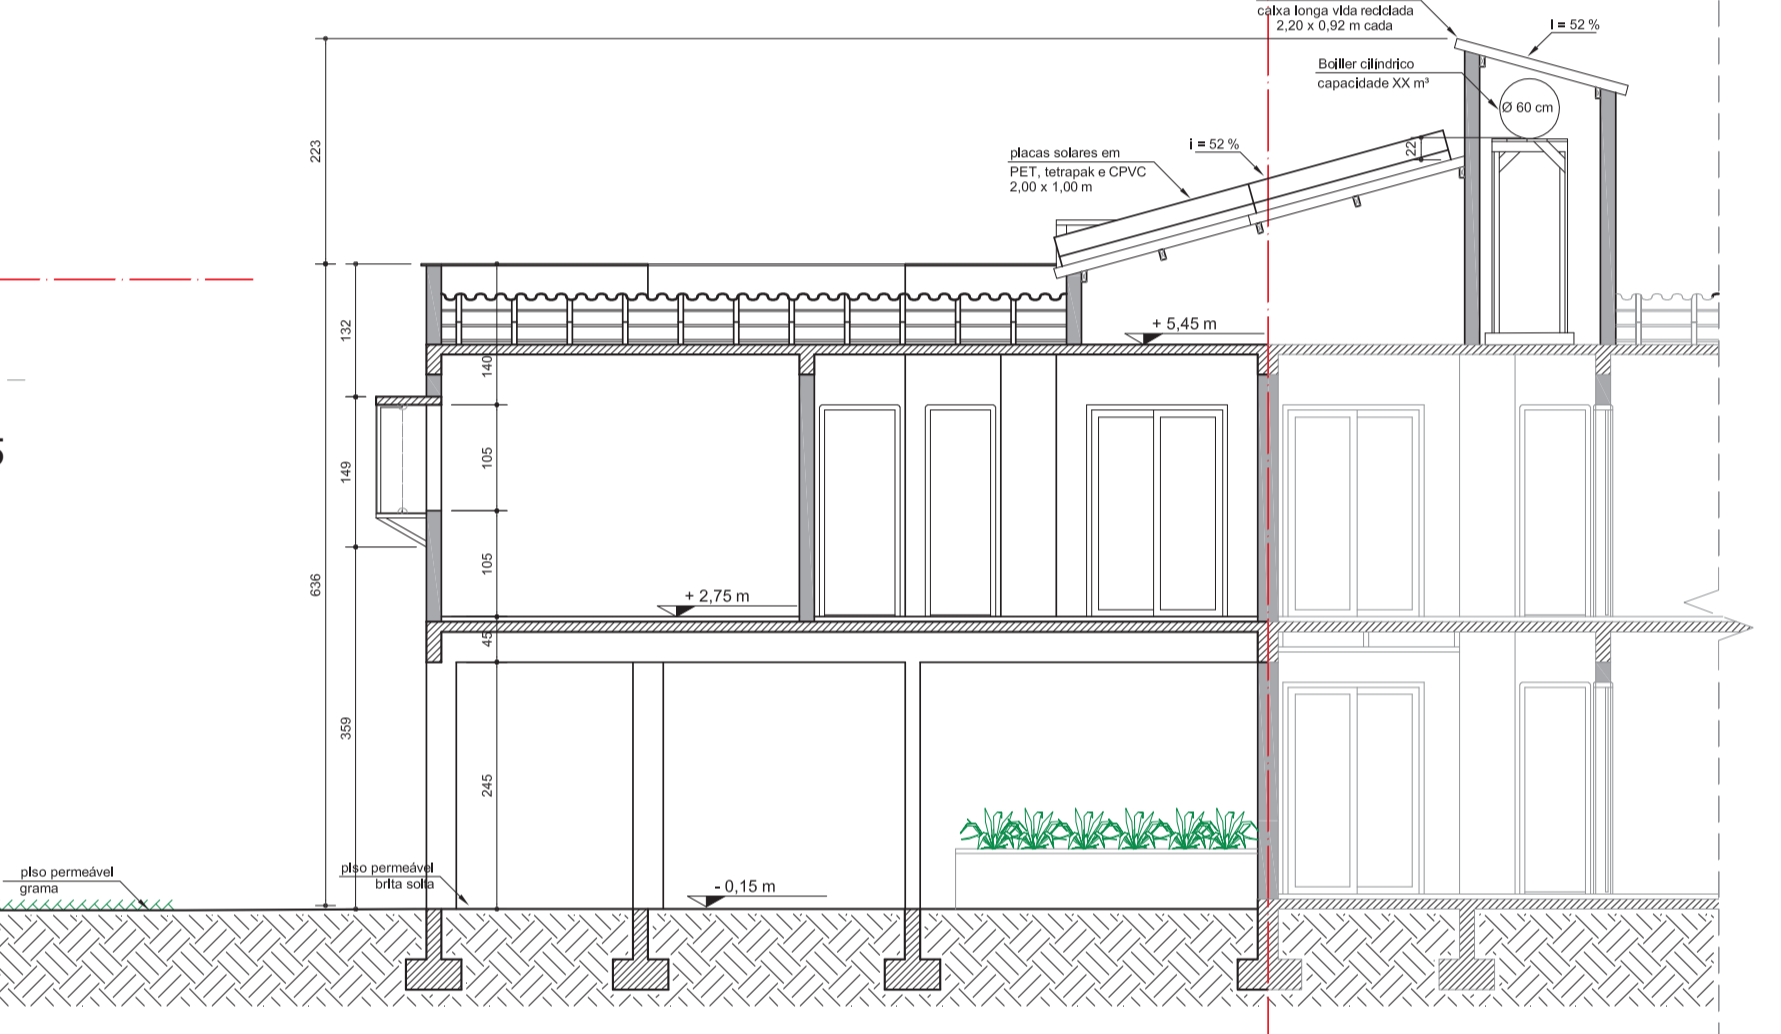 caixa longa vida reciclada
2,20 x 0,92 m cada
i = 52 %
Boiller cilíndrico
capacidade XX m³
Ø 60 cm
223
placas solares em
PET, tetrapak e CPVC
2,00 x 1,00 m
i = 52 %
22
132
+ 5,45 m
140
149
105
636
105
+ 2,75 m
45
359
245
piso permeável
grama
piso permeável
brita solta
- 0,15 m